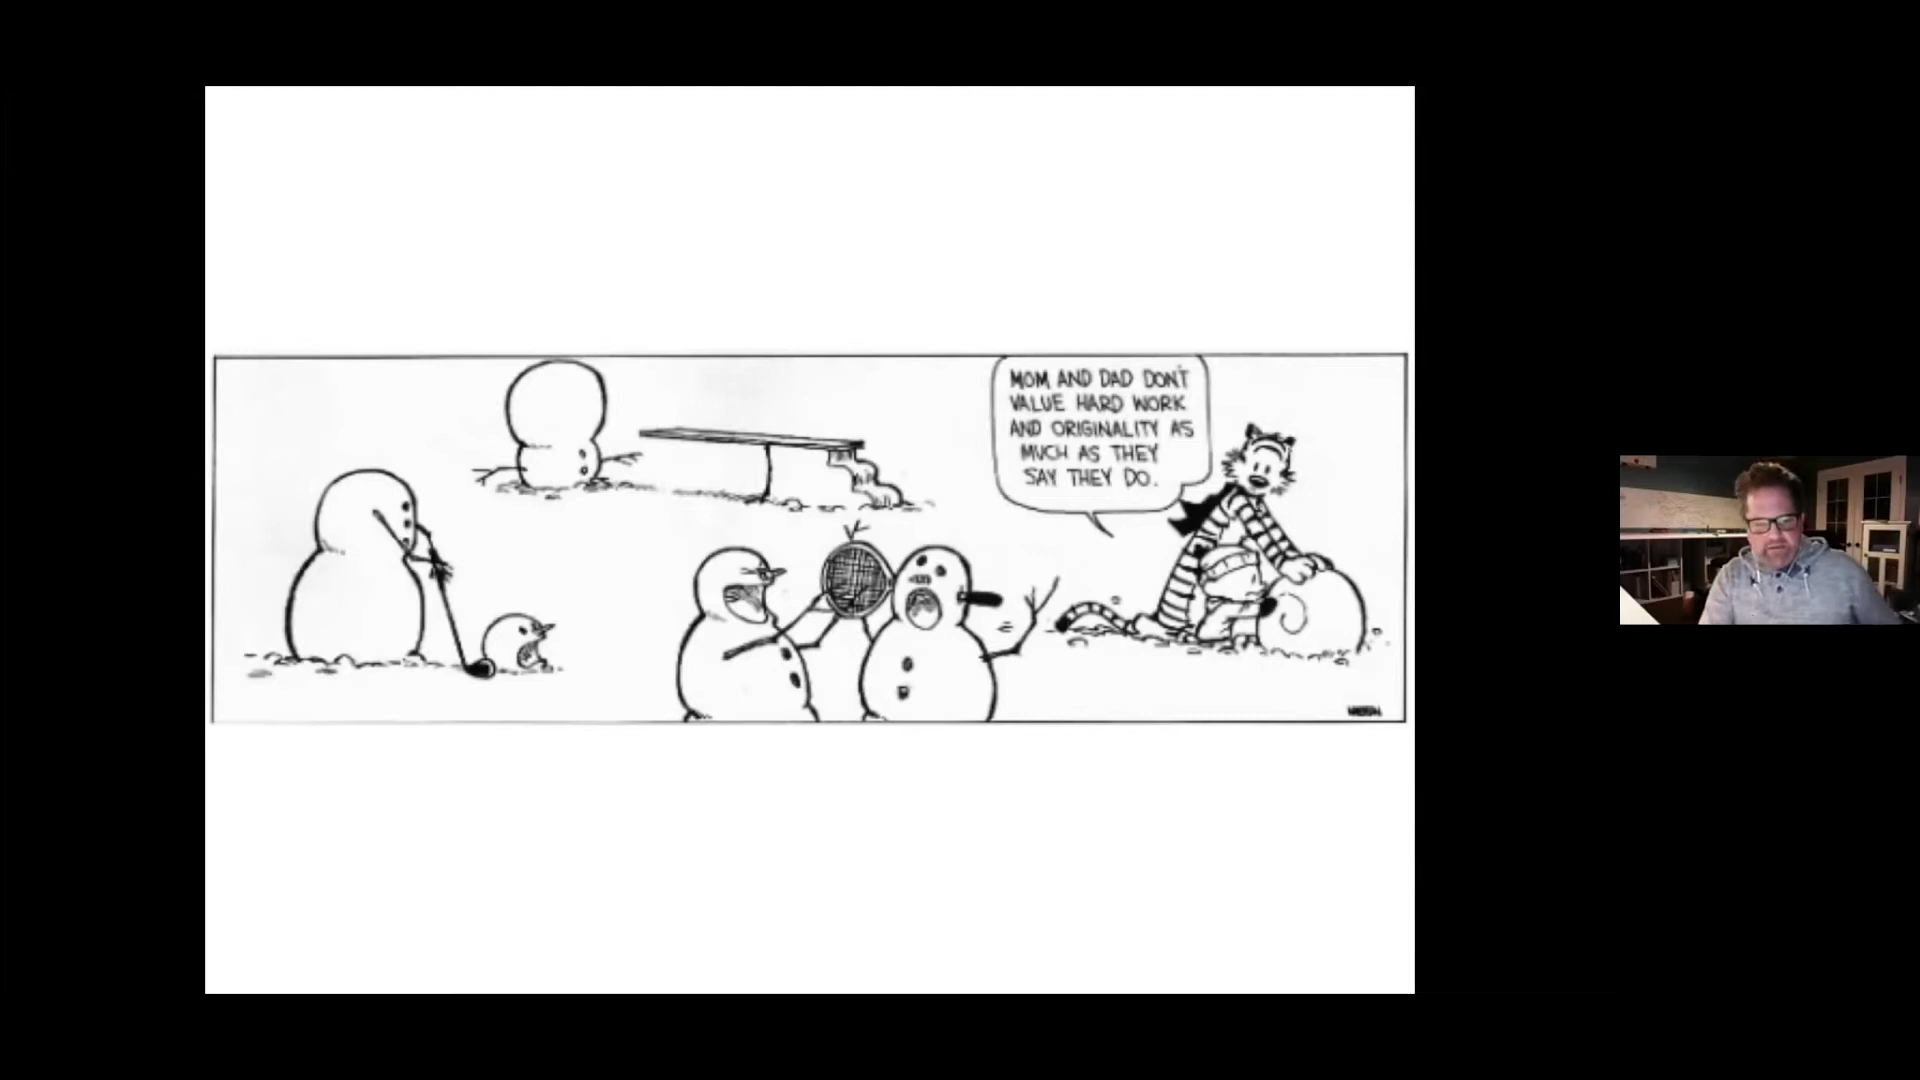 MOM AND DAD DON'T
VALUE HARD WORK
AND ORIGINALITY AS
MUCH AS THEY
SAY THEY DO.